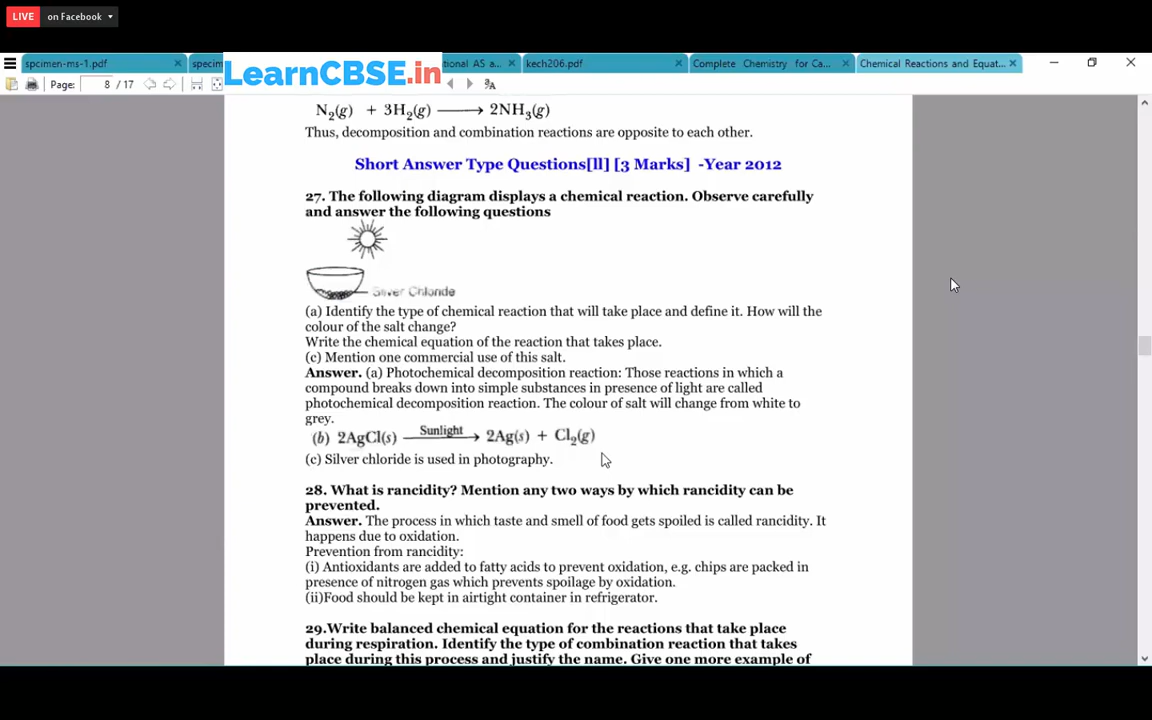 LIVE on Facebook
spcimen-ms-1.pdf specim LearnCBSE.in tional AS a... kech206.pdf Complete Chemistry for Ca... Chemical Reactions and Equat...
Page: 8 / 17
N₂(g) + 3H₂(g) ⟶ 2NH₃(g)
Thus, decomposition and combination reactions are opposite to each other.
Short Answer Type Questions[ll] [3 Marks] -Year 2012
27. The following diagram displays a chemical reaction. Observe carefully
and answer the following questions
Silver Chloride
(a) Identify the type of chemical reaction that will take place and define it. How will the
colour of the salt change?
Write the chemical equation of the reaction that takes place.
(c) Mention one commercial use of this salt.
Answer. (a) Photochemical decomposition reaction: Those reactions in which a
compound breaks down into simple substances in presence of light are called
photochemical decomposition reaction. The colour of salt will change from white to
grey.
Sunlight
(b) 2AgCl(s) ⟶ 2Ag(s) + Cl₂(g)
(c) Silver chloride is used in photography.
28. What is rancidity? Mention any two ways by which rancidity can be
prevented.
Answer. The process in which taste and smell of food gets spoiled is called rancidity. It
happens due to oxidation.
Prevention from rancidity:
(i) Antioxidants are added to fatty acids to prevent oxidation, e.g. chips are packed in
presence of nitrogen gas which prevents spoilage by oxidation.
(ii)Food should be kept in airtight container in refrigerator.
29.Write balanced chemical equation for the reactions that take place
during respiration. Identify the type of combination reaction that takes
place during this process and justify the name. Give one more example of